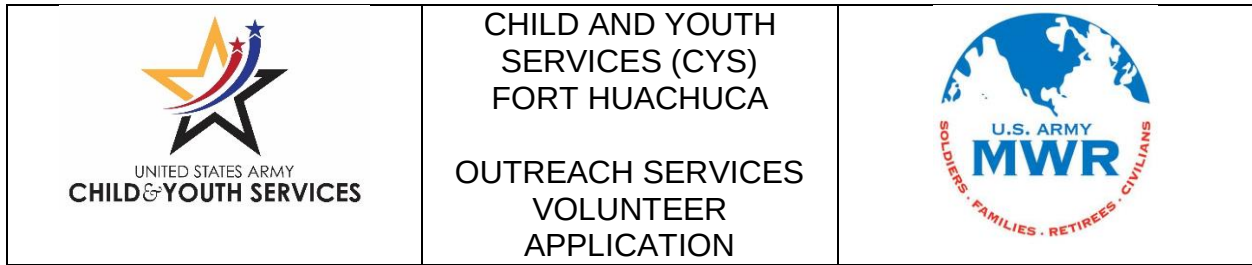 UNITED STATES ARMY
CHILD & YOUTH SERVICES
CHILD AND YOUTH
SERVICES (CYS)
FORT HUACHUCA
OUTREACH SERVICES
VOLUNTEER
APPLICATION
U.S. ARMY
MWR
SOLDIERS · FAMILIES · RETIREES · CIVILIANS